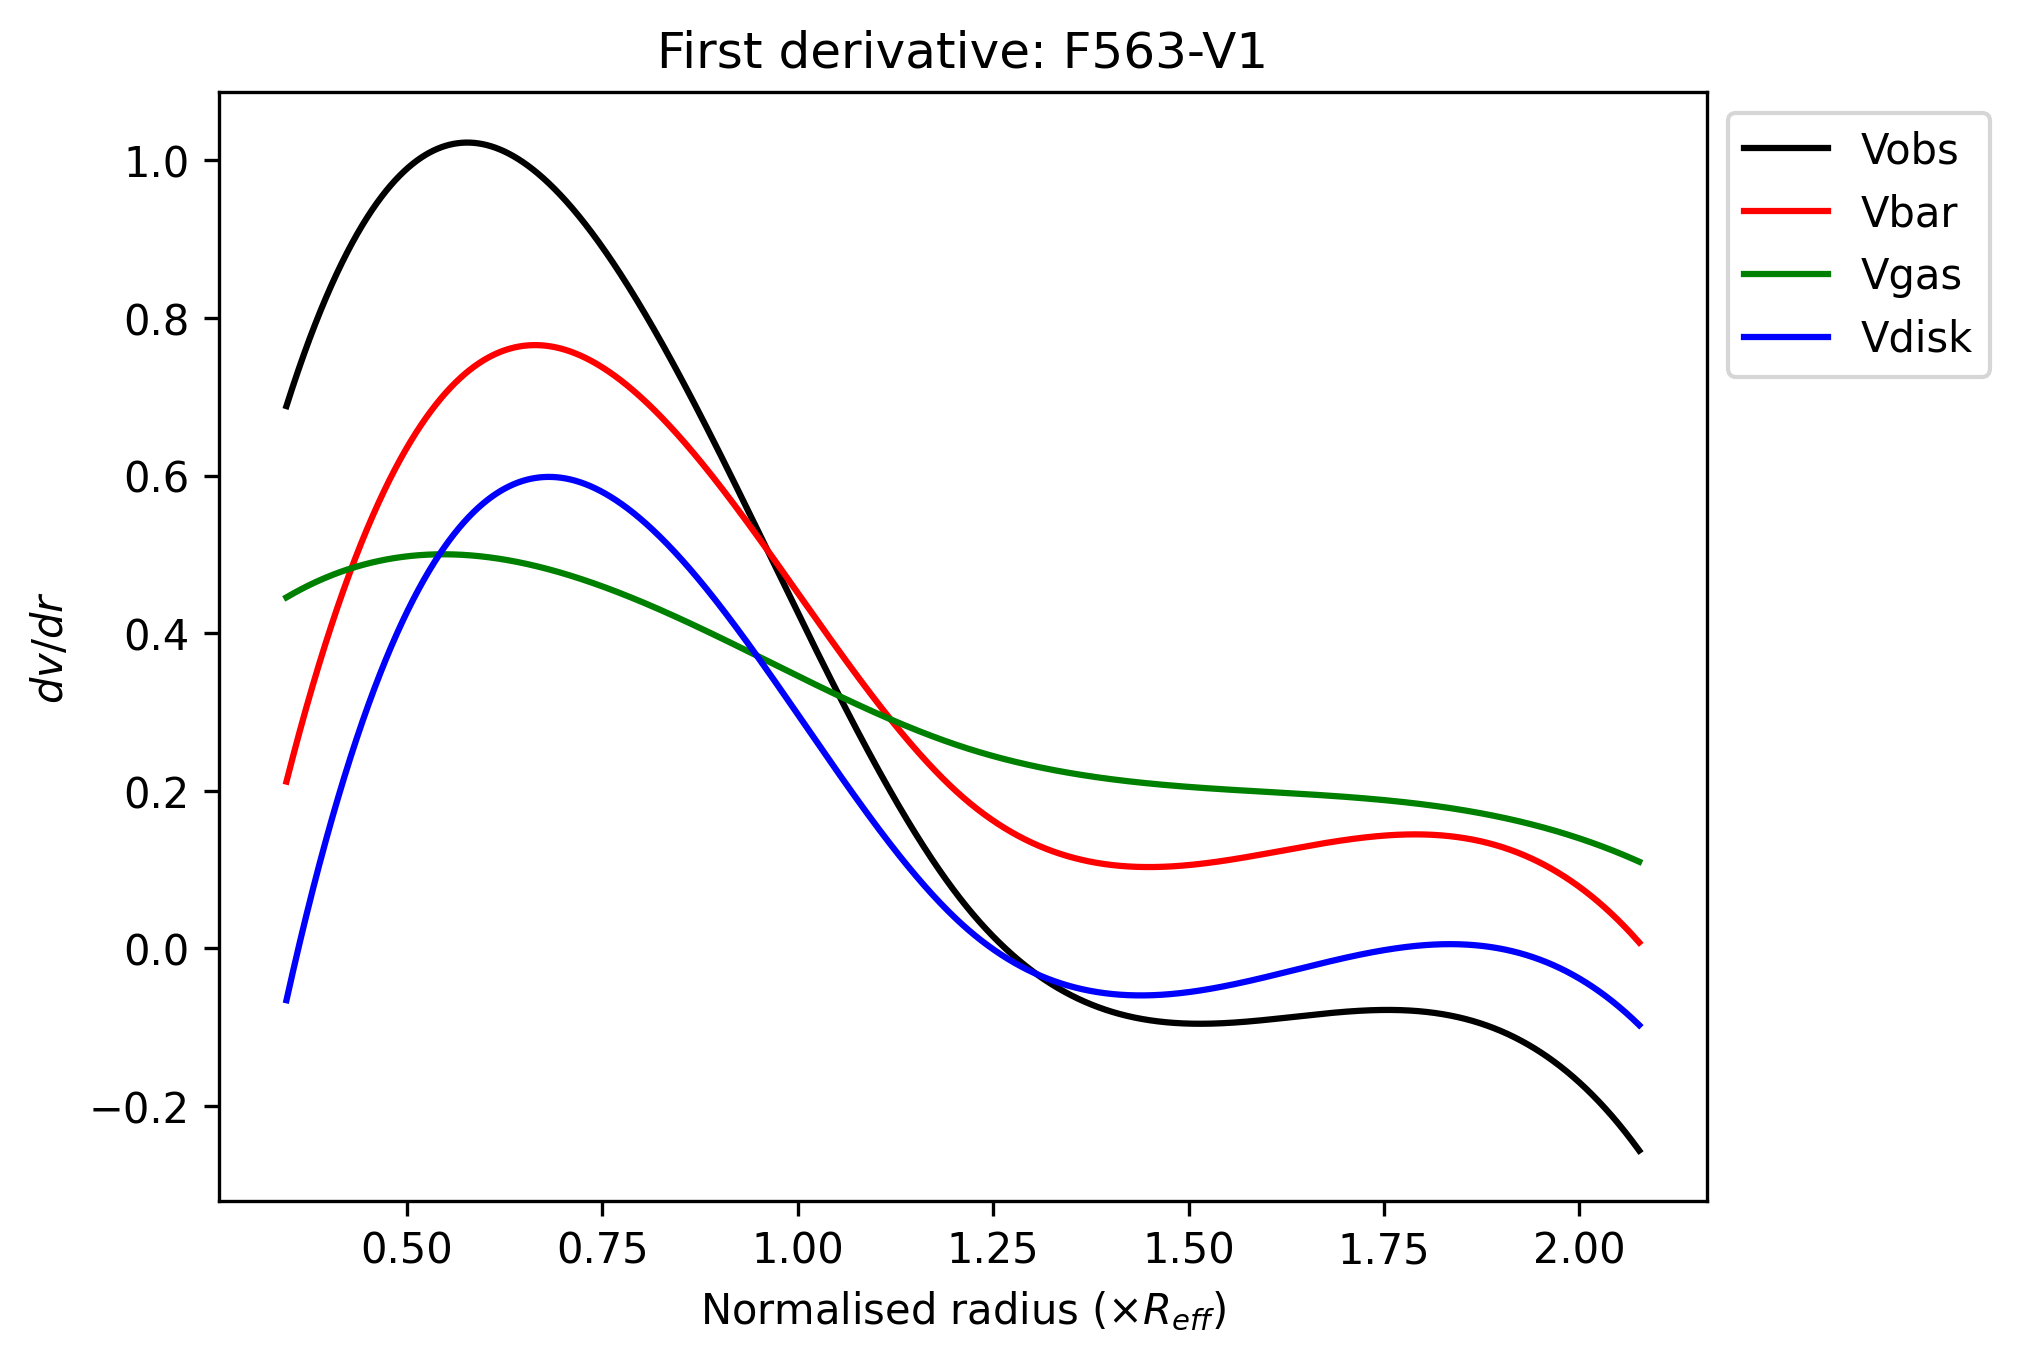 First derivative: F563-V1
1.0
0.8
0.6
0.4
0.2
0.0
−0.2
dv/dr
0.50 0.75 1.00 1.25 1.50 1.75 2.00
Normalised radius (×R_eff)
Vobs
Vbar
Vgas
Vdisk